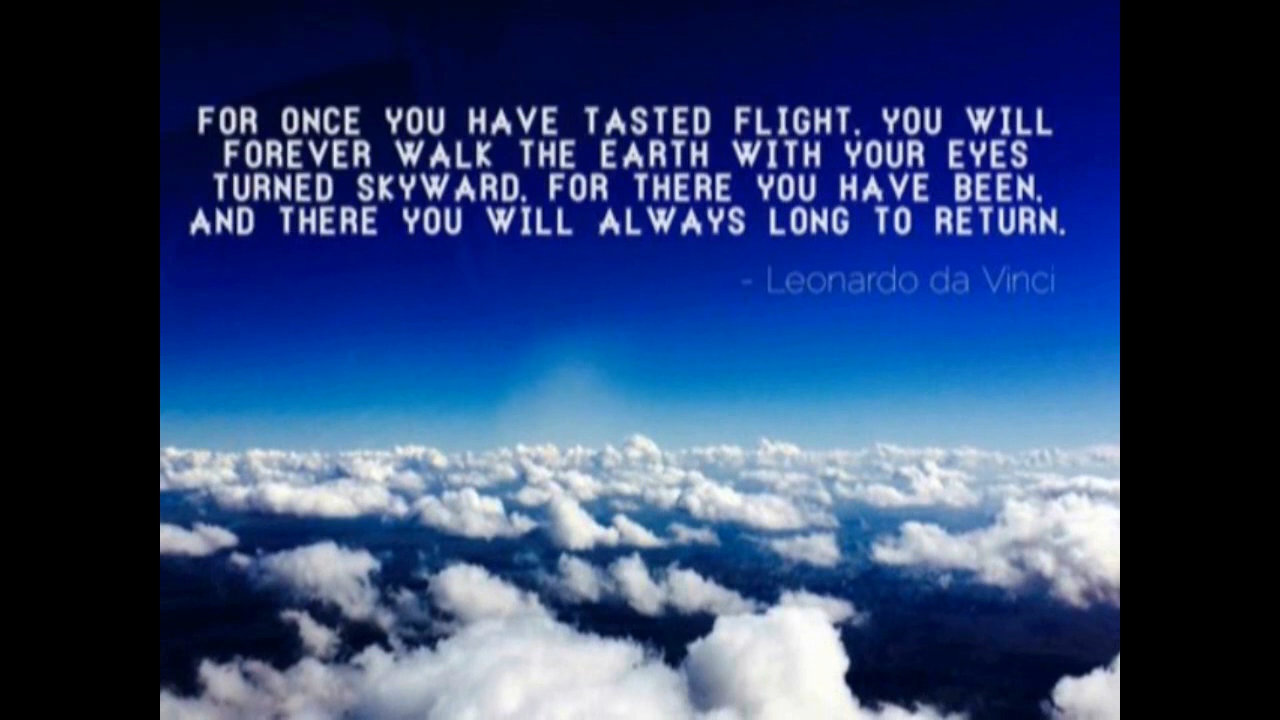 FOR ONCE YOU HAVE TASTED FLIGHT, YOU WILL
FOREVER WALK THE EARTH WITH YOUR EYES
TURNED SKYWARD, FOR THERE YOU HAVE BEEN,
AND THERE YOU WILL ALWAYS LONG TO RETURN.
- Leonardo da Vinci